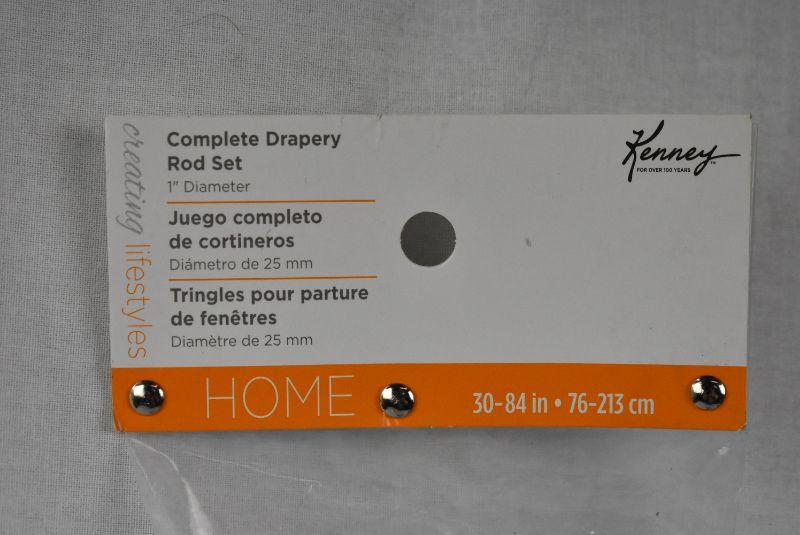 creating lifestyles
Complete Drapery
Rod Set
1" Diameter
Juego completo
de cortineros
Diámetro de 25 mm
Tringles pour parture
de fenêtres
Diamètre de 25 mm
Kenney™
FOR OVER 100 YEARS
HOME
30-84 in • 76-213 cm